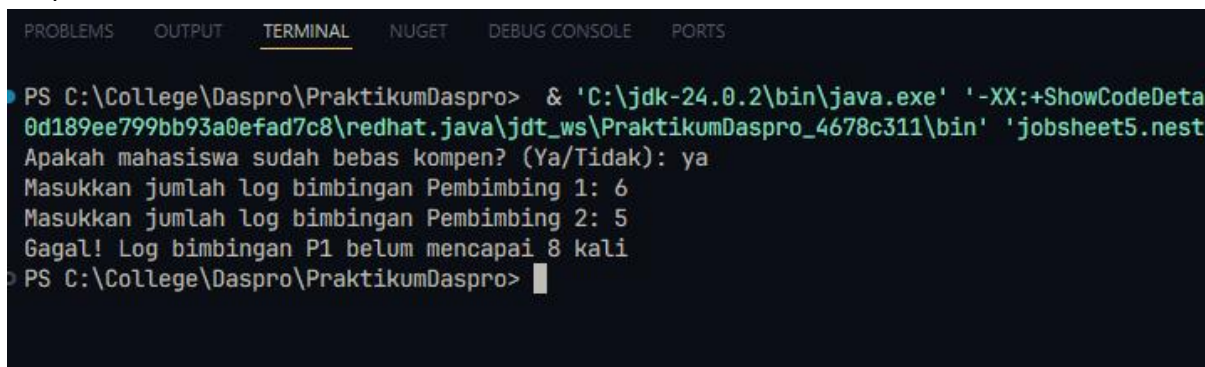 PROBLEMS OUTPUT TERMINAL NUGET DEBUG CONSOLE PORTS
PS C:\College\Daspro\PraktikumDaspro> & 'C:\jdk-24.0.2\bin\java.exe' '-XX:+ShowCodeDeta
0d189ee799bb93a0efad7c8\redhat.java\jdt_ws\PraktikumDaspro_4678c311\bin' 'jobsheet5.nest
Apakah mahasiswa sudah bebas kompen? (Ya/Tidak): ya
Masukkan jumlah log bimbingan Pembimbing 1: 6
Masukkan jumlah log bimbingan Pembimbing 2: 5
Gagal! Log bimbingan P1 belum mencapai 8 kali
PS C:\College\Daspro\PraktikumDaspro>